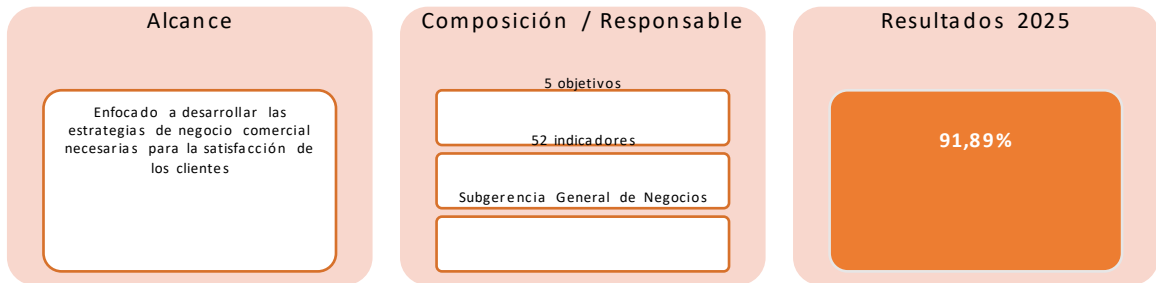 Alcance
Enfocado a desarrollar las
estrategias de negocio comercial
necesarias para la satisfacción de
los clientes
Composición / Responsable
5 objetivos
52 indicadores
Subgerencia General de Negocios
Resultados 2025
91,89%